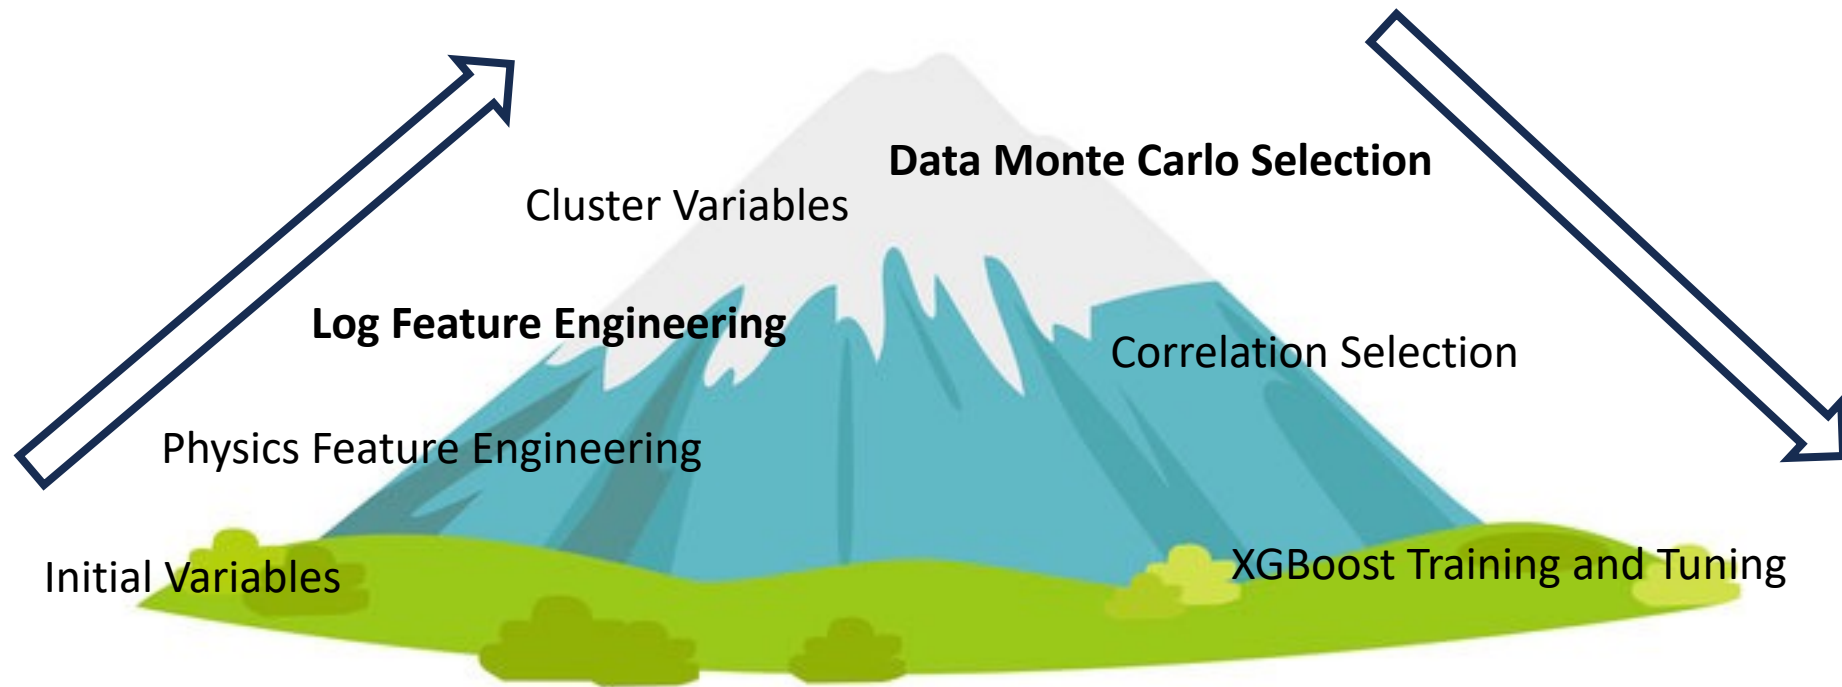 Data Monte Carlo Selection
Cluster Variables
Log Feature Engineering
Correlation Selection
Physics Feature Engineering
Initial Variables
XGBoost Training and Tuning